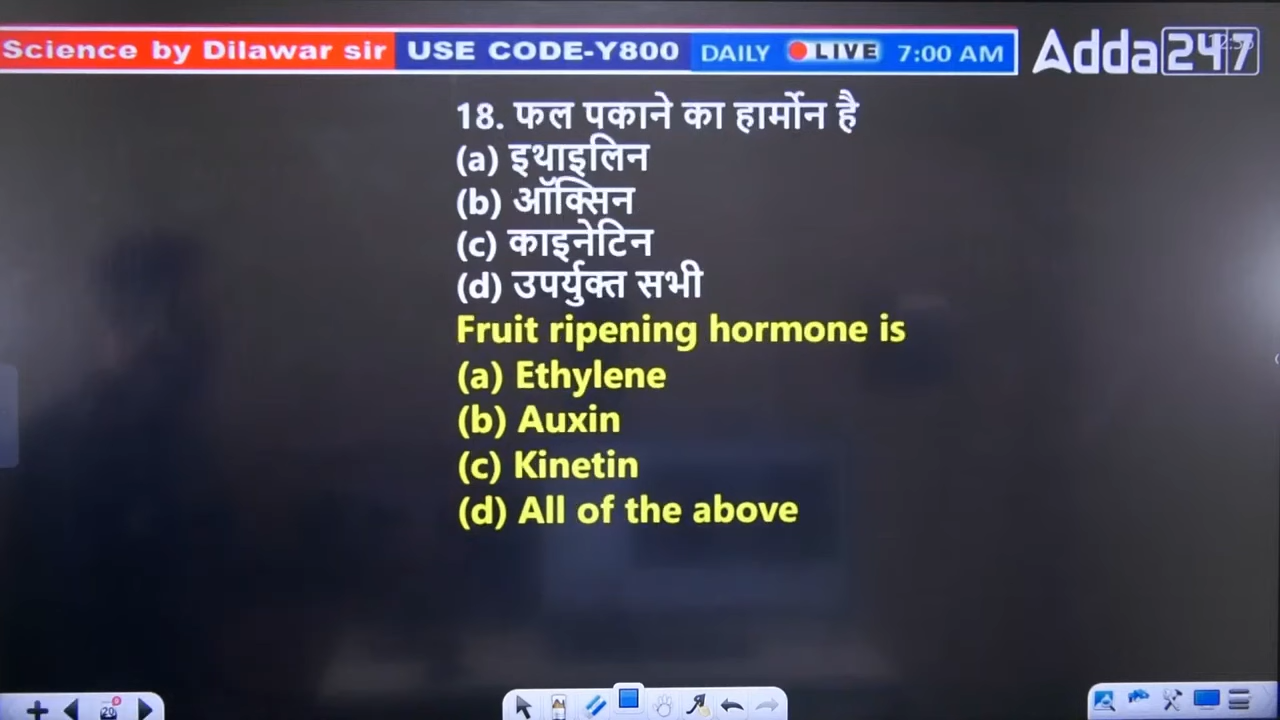 Science by Dilawar sir USE CODE-Y800 DAILY LIVE 7:00 AM Adda247
18. फल पकाने का हार्मोन है
(a) इथाइलिन
(b) ऑक्सिन
(c) काइनेटिन
(d) उपर्युक्त सभी
Fruit ripening hormone is
(a) Ethylene
(b) Auxin
(c) Kinetin
(d) All of the above
20